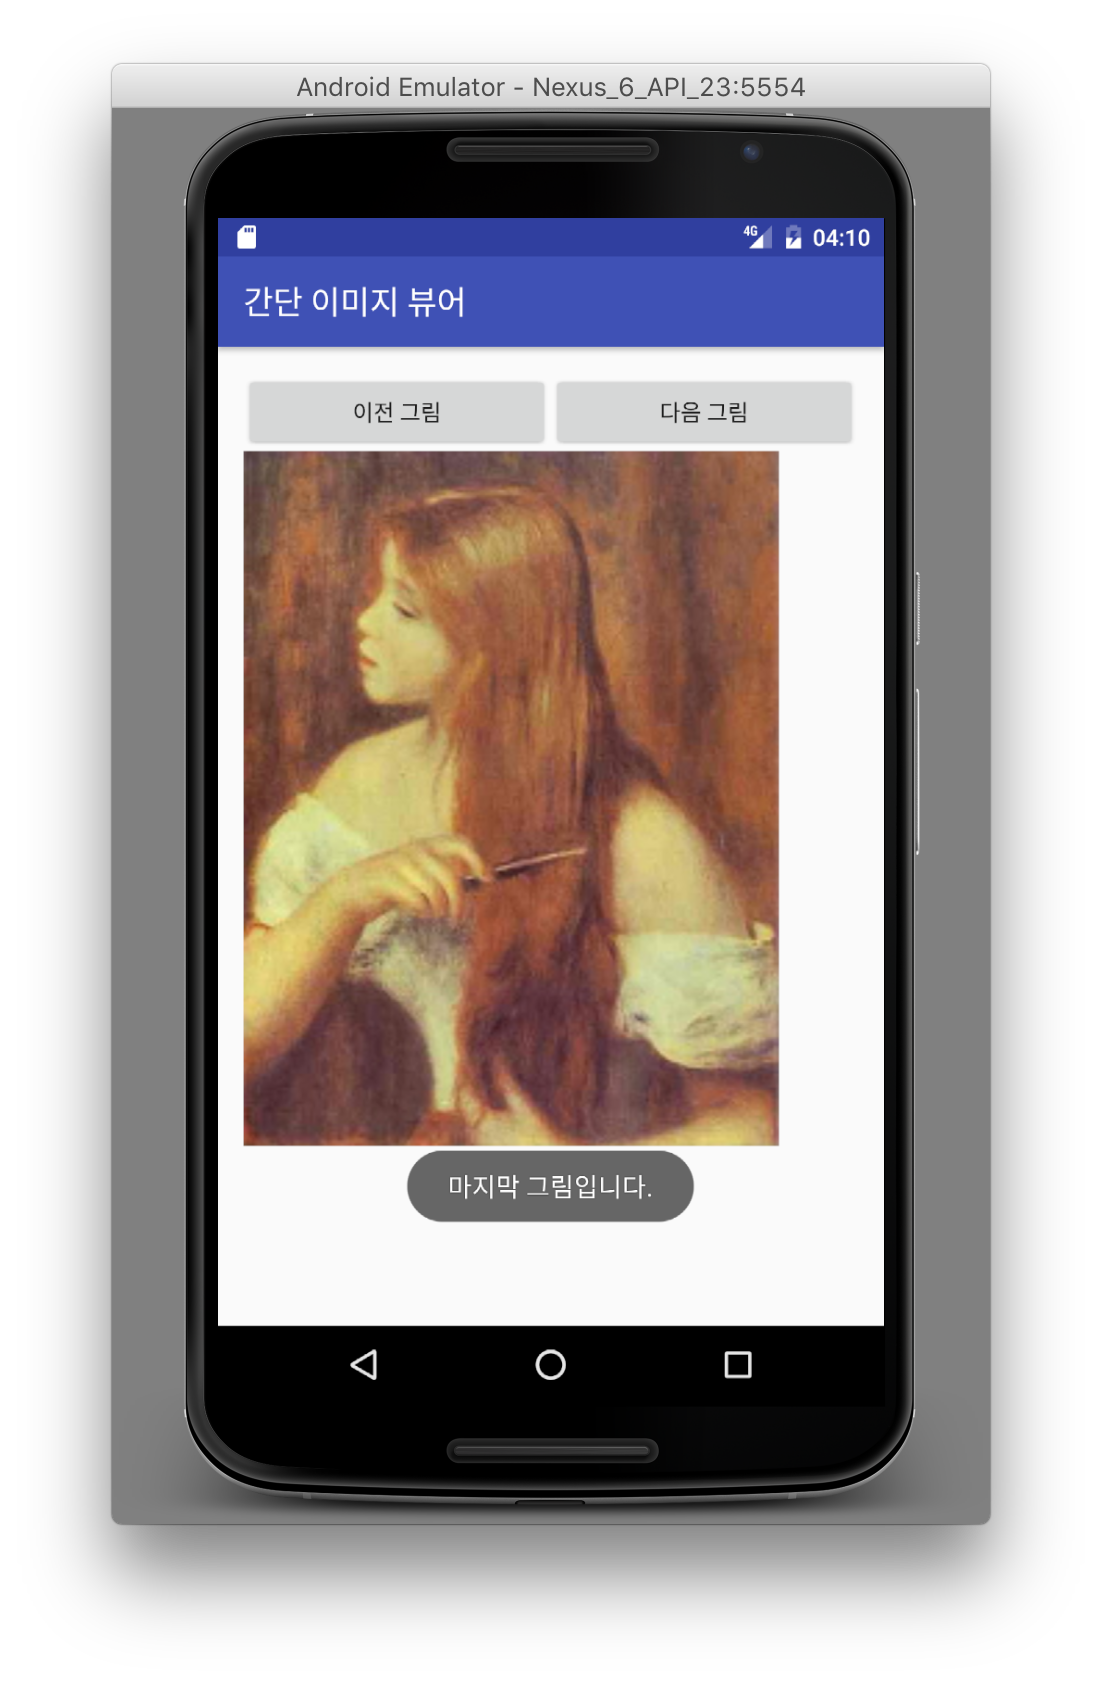 Android Emulator - Nexus_6_API_23:5554
4G 04:10
간단 이미지 뷰어
이전 그림 다음 그림
마지막 그림입니다.